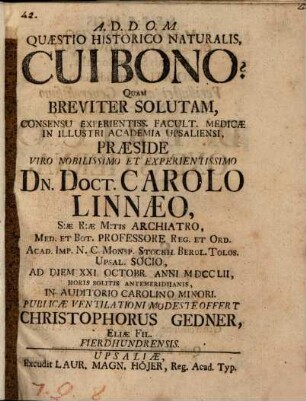 42.
A. D. D. O. M
QUÆSTIO HISTORICO NATURALIS,
CUI BONO?
QUAM
BREVITER SOLUTAM,
CONSENSU EXPERIENTISS. FACULT. MEDICÆ
IN ILLUSTRI ACADEMIA UPSALIENSI,
PRÆSIDE
VIRO NOBILISSIMO ET EXPERIENTISSIMO
DN. DOCT. CAROLO
LINNÆO,
S:Æ R:Æ M:TIS ARCHIATRO,
MED. ET BOT. PROFESSORE REG. ET ORD.
ACAD. IMP. N. C. MONSP. STOCKH. BEROL. TOLOS.
UPSAL. SOCIO,
AD DIEM XXI. OCTOBR. ANNI MDCCLII,
HORIS SOLITIS ANTEMERIDIANIS,
IN AUDITORIO CAROLINO MINORI.
PUBLICÆ VENTILATIONI MODESTE OFFERT
CHRISTOPHORUS GEDNER,
ELIÆ FIL.
FIERDHUNDRENSIS.
UPSALIÆ,
Excudit LAUR. MAGN. HÖJER, Reg. Acad. Typ.